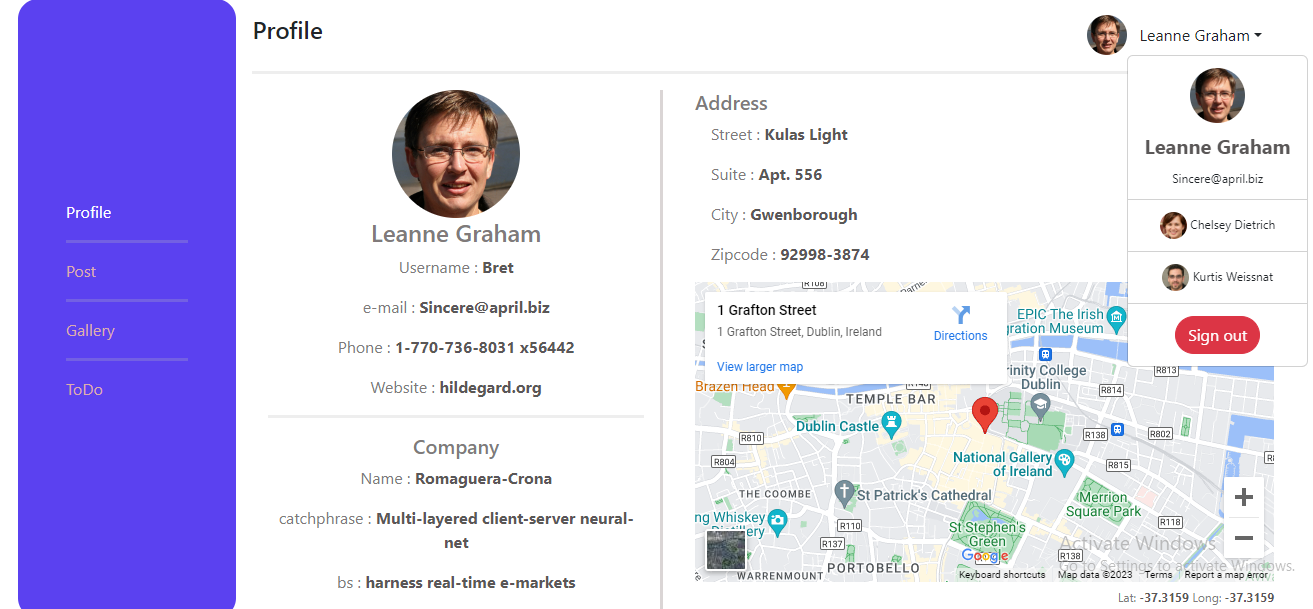 Profile
Leanne Graham
Leanne Graham
Sincere@april.biz
Chelsey Dietrich
Kurtis Weissnat
Sign out
Profile
Post
Gallery
ToDo
Leanne Graham
Username : Bret
e-mail : Sincere@april.biz
Phone : 1-770-736-8031 x56442
Website : hildegard.org
Company
Name : Romaguera-Crona
catchphrase : Multi-layered client-server neural-
net
bs : harness real-time e-markets
Address
Street : Kulas Light
Suite : Apt. 556
City : Gwenborough
Zipcode : 92998-3874
R108
1 Grafton Street
1 Grafton Street, Dublin, Ireland
Directions
View larger map
EPIC The Irish
gration Museum
rinity College
Dublin
R813
R814
Brazen Head
R148
TEMPLE BAR
Dublin Castle
R810
R138
R802
R804
National Gallery
of Ireland
R815
THE COOMBE
St Patrick's Cathedral
Merrion
Square Park
ng Whiskey
Distillery
R110
St Stephen's
Green
R118
R137
R138
PORTOBELLO
WARRENMOUNT
Google
Keyboard shortcuts
Map data ©2023
Terms
Report a map error
Activate Windows
Go to Settings to activate Windows.
Lat: -37.3159 Long: -37.3159